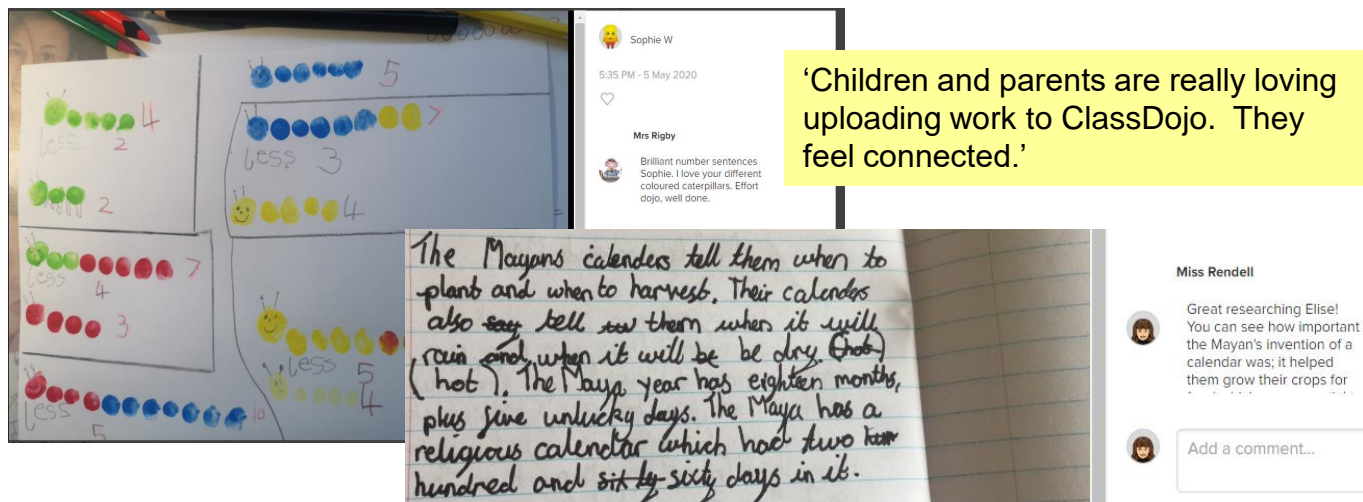 5
4
less
2
7
less 3
2
4
7
less
4
3
less
5
4
less
10
5
Sophie W
5:35 PM - 5 May 2020
Mrs Rigby
Brilliant number sentences
Sophie. I love your different
coloured caterpillars. Effort
dojo, well done.
‘Children and parents are really loving
uploading work to ClassDojo. They
feel connected.’
The Mayans calenders tell them when to
plant and when to harvest. Their calenders
also say tell them when it will
rain and when it will be be dry. (hot)
(hot). The Maya year has eighteen months,
plus five unlucky days. The Maya has a
religious calendar which had two
hundred and sixty days in it.
Miss Rendell
Great researching Elise!
You can see how important
the Mayan's invention of a
calendar was; it helped
them grow their crops for
Add a comment...